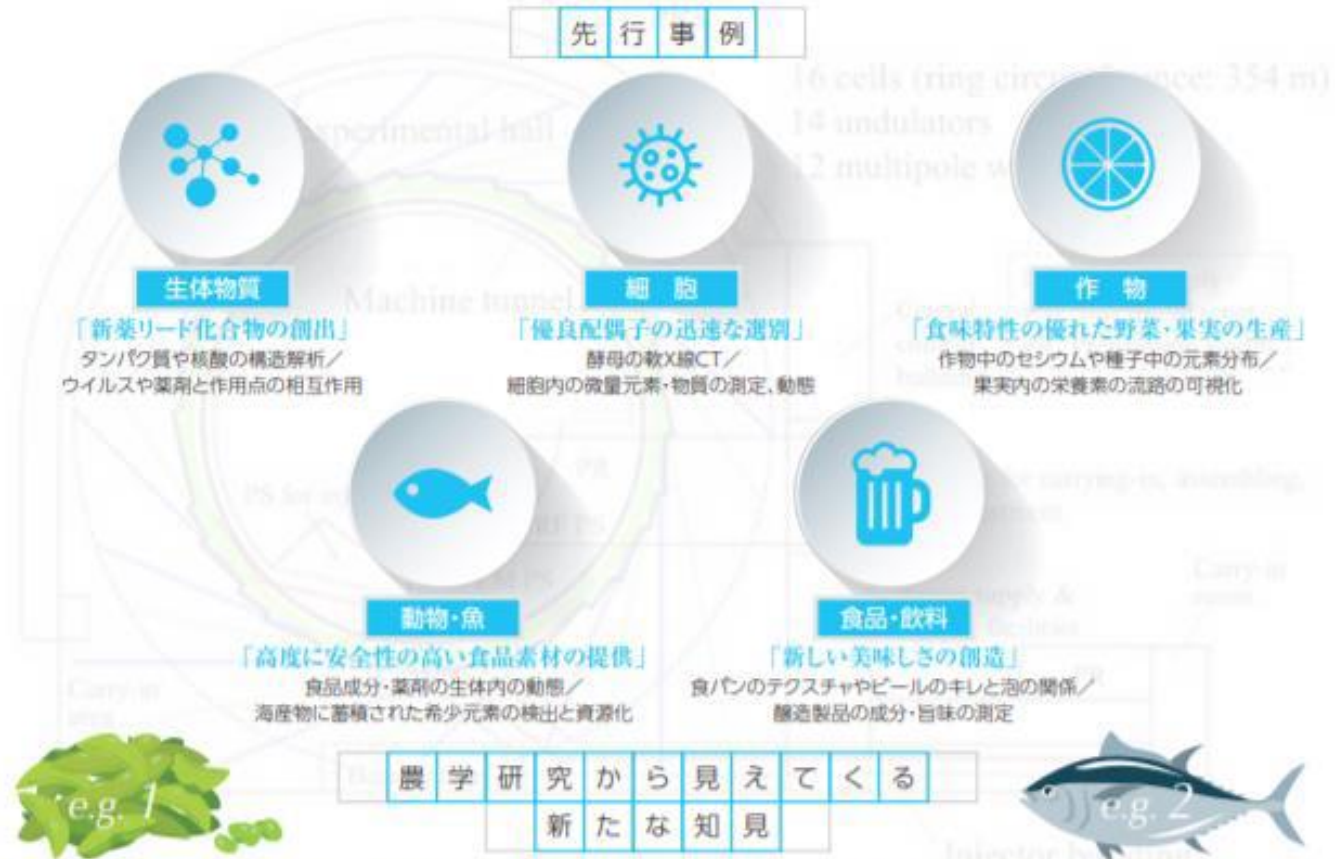 先行事例
16 cells (ring circumference: 354 m)
14 undulators
12 multipole w
Experimental hall
Machine tunnel
生体物質
「新薬リード化合物の創出」
タンパク質や核酸の構造解析／
ウイルスや薬剤と作用点の相互作用
細胞
「優良配偶子の迅速な選別」
酵母の軟X線CT／
細胞内の微量元素・物質の測定、動態
作物
「食味特性の優れた野菜・果実の生産」
作物中のセシウムや種子中の元素分布／
果実内の栄養素の流路の可視化
PS for
PR
for carrying-in, assembling,
動物・魚
「高度に安全性の高い食品素材の提供」
食品成分・薬剤の生体内の動態／
海産物に蓄積された希少元素の検出と資源化
食品・飲料
「新しい美味しさの創造」
食パンのテクスチャやビールのキレと泡の関係／
醸造製品の成分・旨味の測定
Carry-in
Carry-in
農学研究から見えてくる
新たな知見
e.g. 1
e.g. 2
Injector building